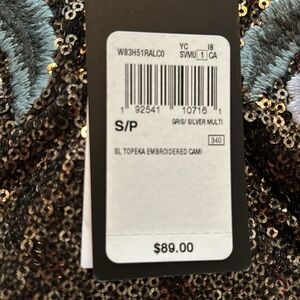 W83H51RALC0 YC 18
SVMU 1 CA
1 92541 10716 1
S/P GRIS/ SILVER MULTI
340
SL TOPEKA EMBROIDERED CAMI
$89.00